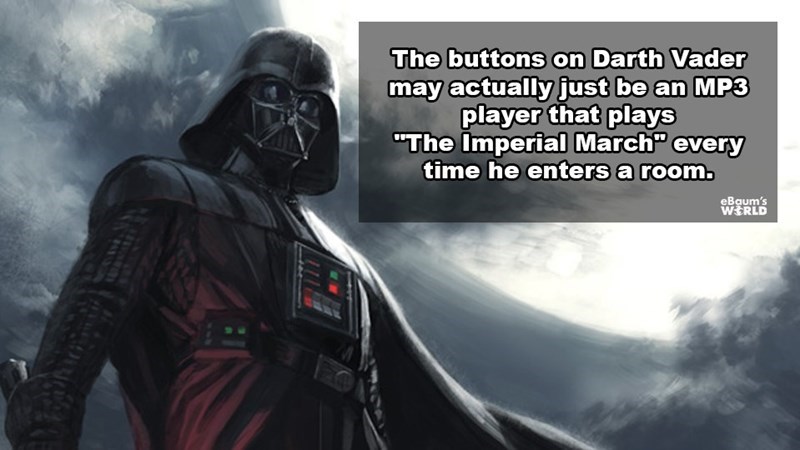 The buttons on Darth Vader
may actually just be an MP3
player that plays
"The Imperial March" every
time he enters a room.
eBaum's
WORLD